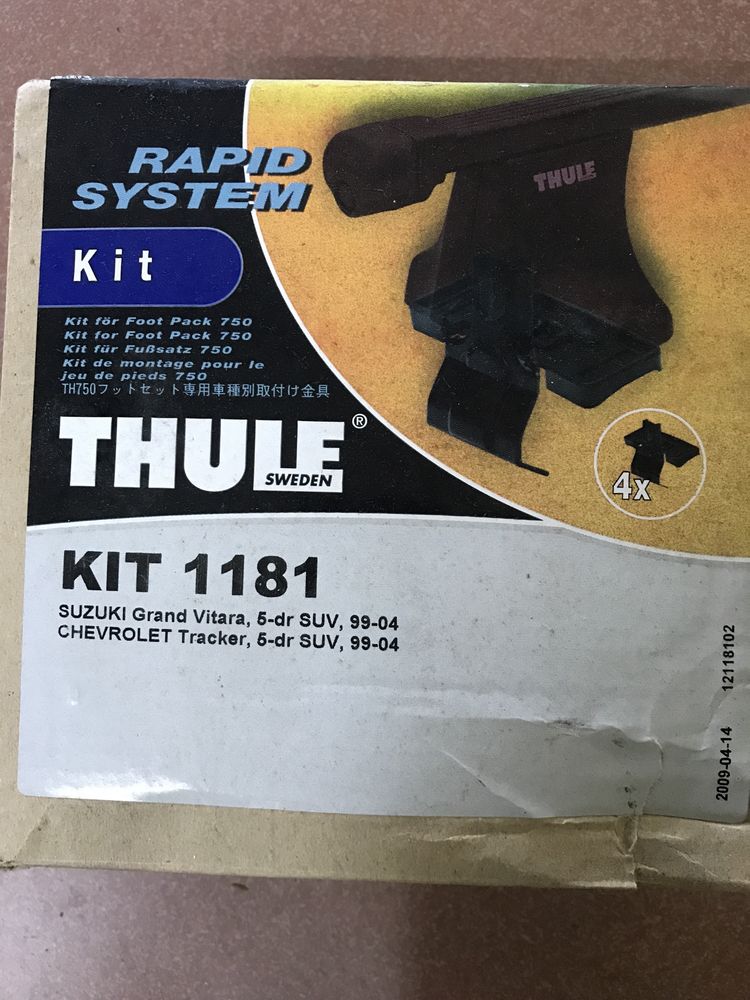 RAPID
SYSTEM
Kit
Kit för Foot Pack 750
Kit for Foot Pack 750
Kit für Fußsatz 750
Kit de montage pour le
jeu de pieds 750
TH750フットセット専用車種別取付け金具
THULE®
SWEDEN
THULE
4x
KIT 1181
SUZUKI Grand Vitara, 5-dr SUV, 99-04
CHEVROLET Tracker, 5-dr SUV, 99-04
2009-04-14 12118102